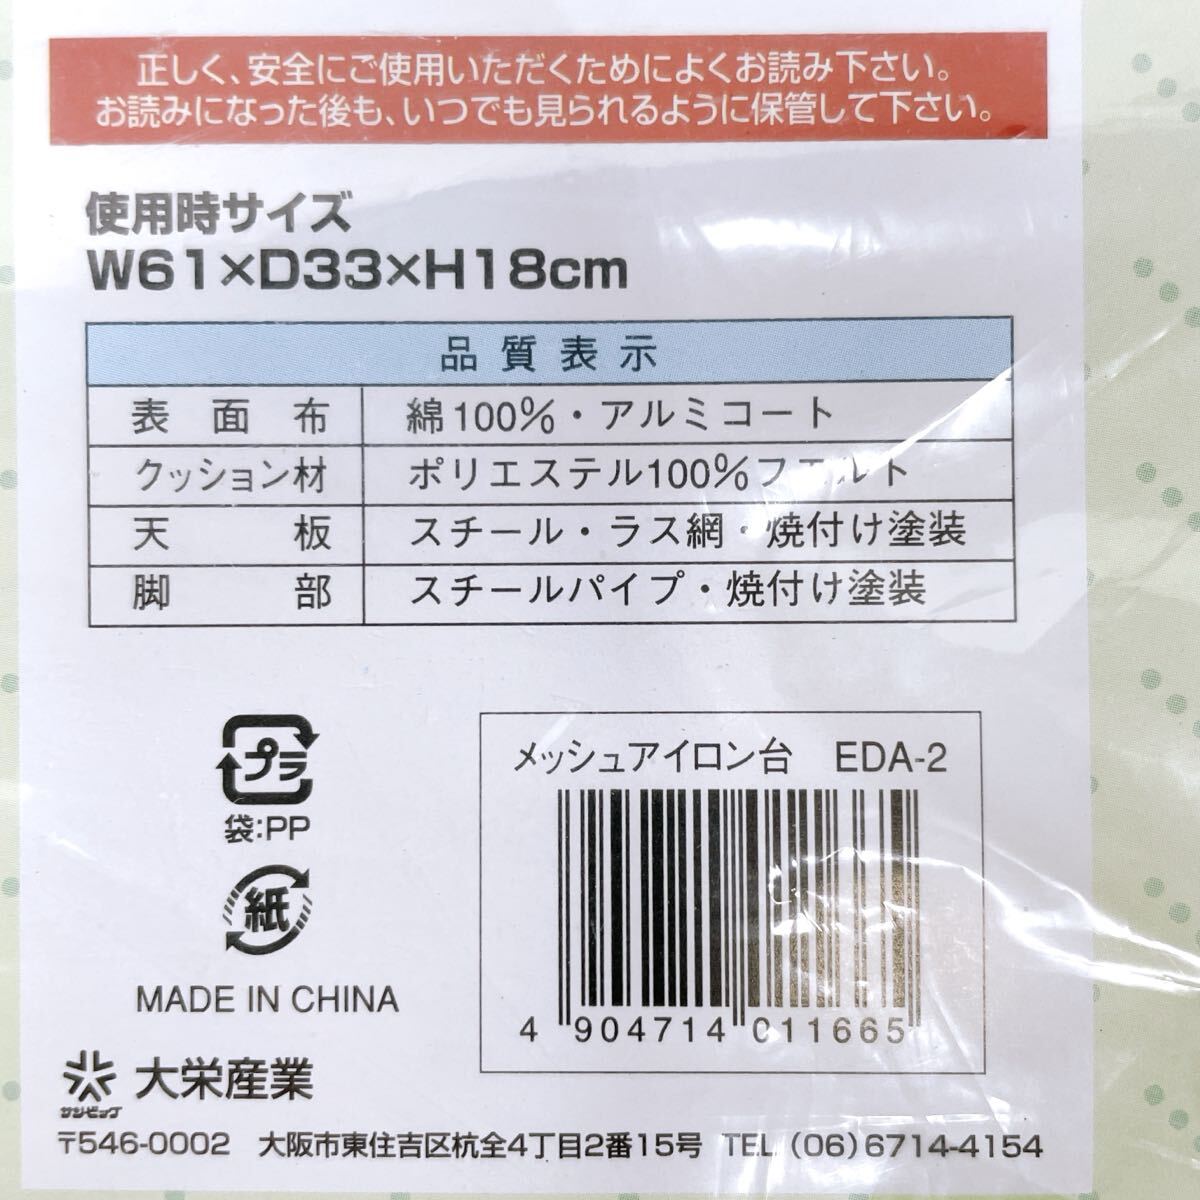 正しく、安全にご使用いただくためによくお読み下さい。
お読みになった後も、いつでも見られるように保管して下さい。
使用時サイズ
W61×D33×H18cm
品質表示
表面布 綿100%・アルミコート
クッション材 ポリエステル100%フエルト
天板 スチール・ラス網・焼付け塗装
脚部 スチールパイプ・焼付け塗装
プラ
袋:PP
紙
MADE IN CHINA
メッシュアイロン台 EDA-2
4 904714 011665
サンビック 大栄産業
〒546-0002 大阪市東住吉区杭全4丁目2番15号 TEL (06)6714-4154